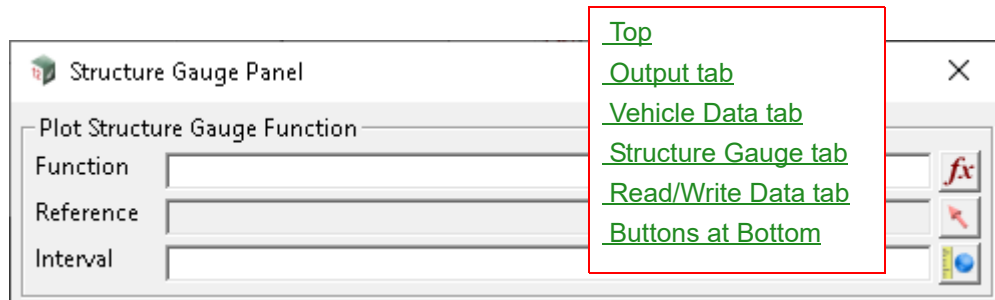 Structure Gauge Panel
Plot Structure Gauge Function
Function
fx
Reference
Interval
Top
Output tab
Vehicle Data tab
Structure Gauge tab
Read/Write Data tab
Buttons at Bottom